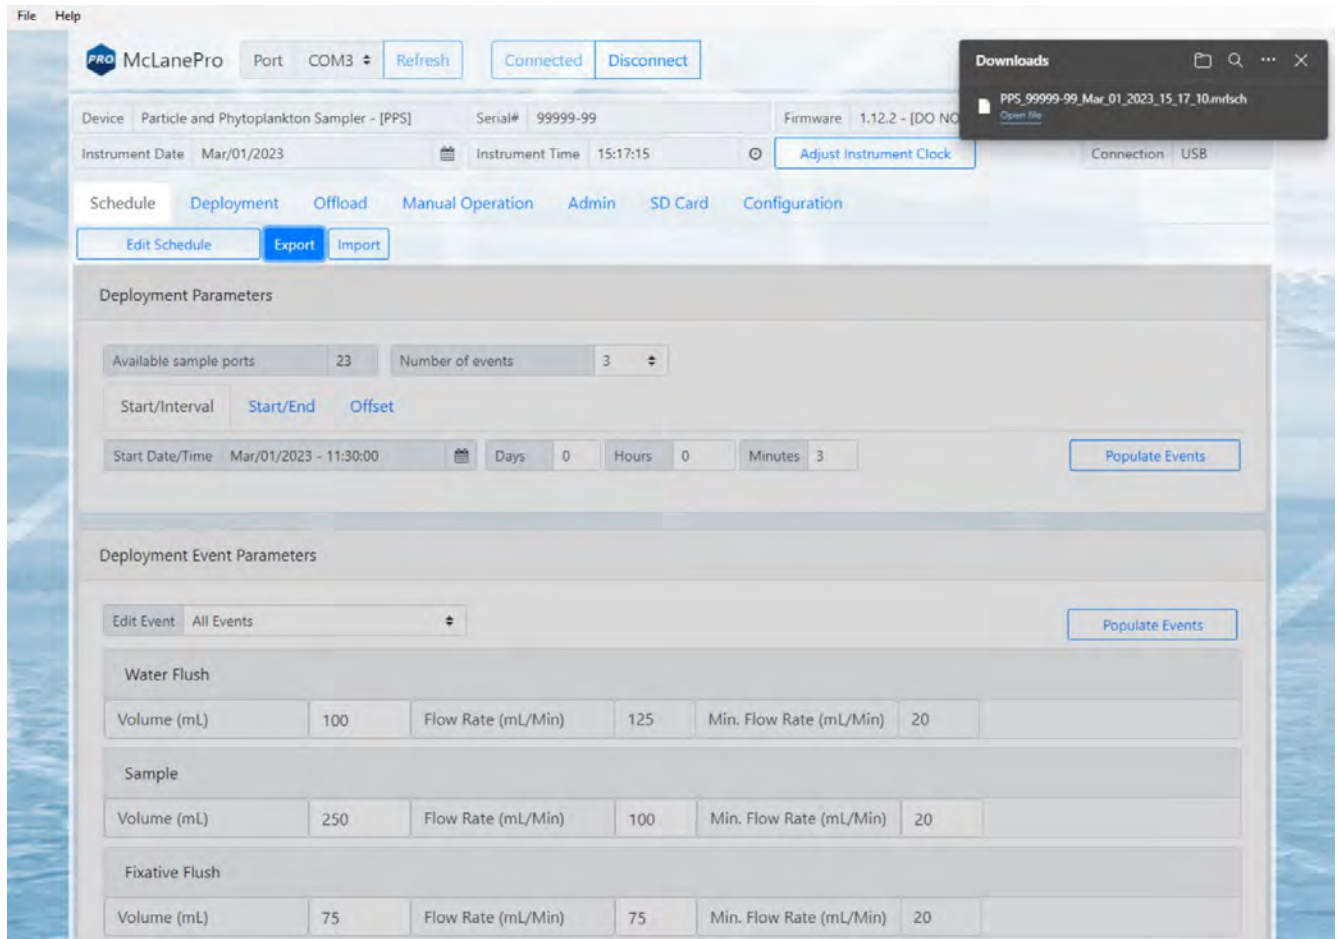 File Help
PRO McLanePro Port COM3 Refresh Connected Disconnect
Downloads
PPS_99999-99_Mar_01_2023_15_17_10.mrlsch
Open file
Device Particle and Phytoplankton Sampler - [PPS] Serial# 99999-99 Firmware 1.12.2 - [DO NO
Instrument Date Mar/01/2023 Instrument Time 15:17:15 Adjust Instrument Clock Connection USB
Schedule Deployment Offload Manual Operation Admin SD Card Configuration
Edit Schedule Export Import
Deployment Parameters
Available sample ports 23 Number of events 3
Start/Interval Start/End Offset
Start Date/Time Mar/01/2023 - 11:30:00 Days 0 Hours 0 Minutes 3 Populate Events
Deployment Event Parameters
Edit Event All Events Populate Events
Water Flush
Volume (mL) 100 Flow Rate (mL/Min) 125 Min. Flow Rate (mL/Min) 20
Sample
Volume (mL) 250 Flow Rate (mL/Min) 100 Min. Flow Rate (mL/Min) 20
Fixative Flush
Volume (mL) 75 Flow Rate (mL/Min) 75 Min. Flow Rate (mL/Min) 20